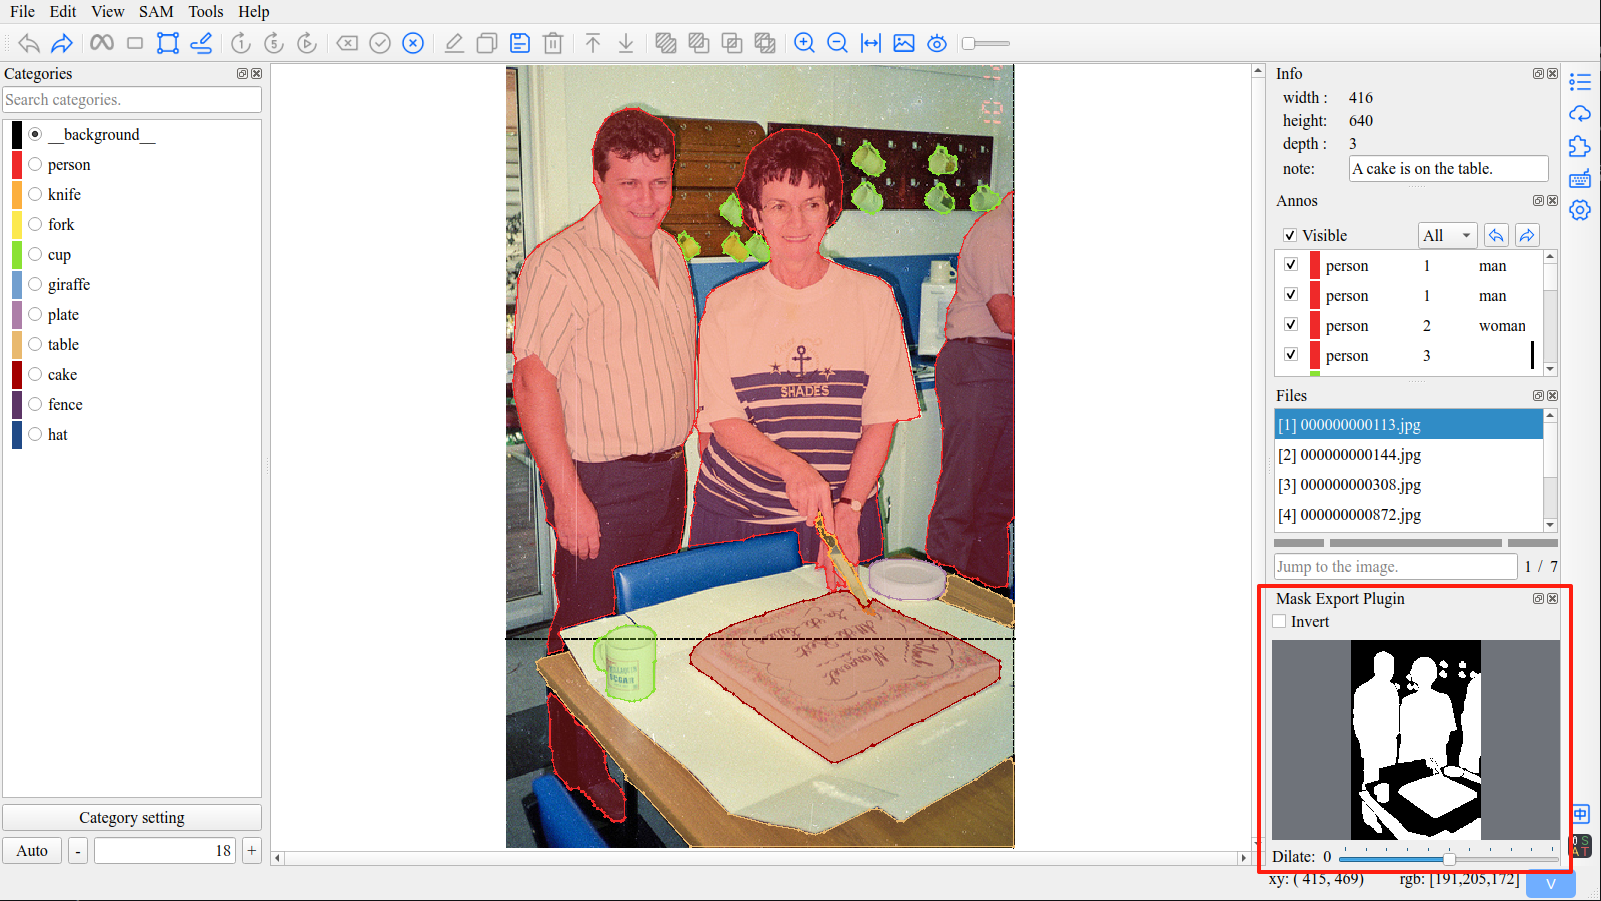 File Edit View SAM Tools Help
Categories
Search categories.
__background__
person
knife
fork
cup
giraffe
plate
table
cake
fence
hat
Category setting
Auto - 18 +
SHADES
Info
width : 416
height: 640
depth : 3
note: A cake is on the table.
Annos
Visible All
person 1 man
person 1 man
person 2 woman
person 3
Files
[1] 000000000113.jpg
[2] 000000000144.jpg
[3] 000000000308.jpg
[4] 000000000872.jpg
Jump to the image. 1 / 7
Mask Export Plugin
Invert
Dilate: 0
xy: ( 415, 469) rgb: [191,205,172] V
中